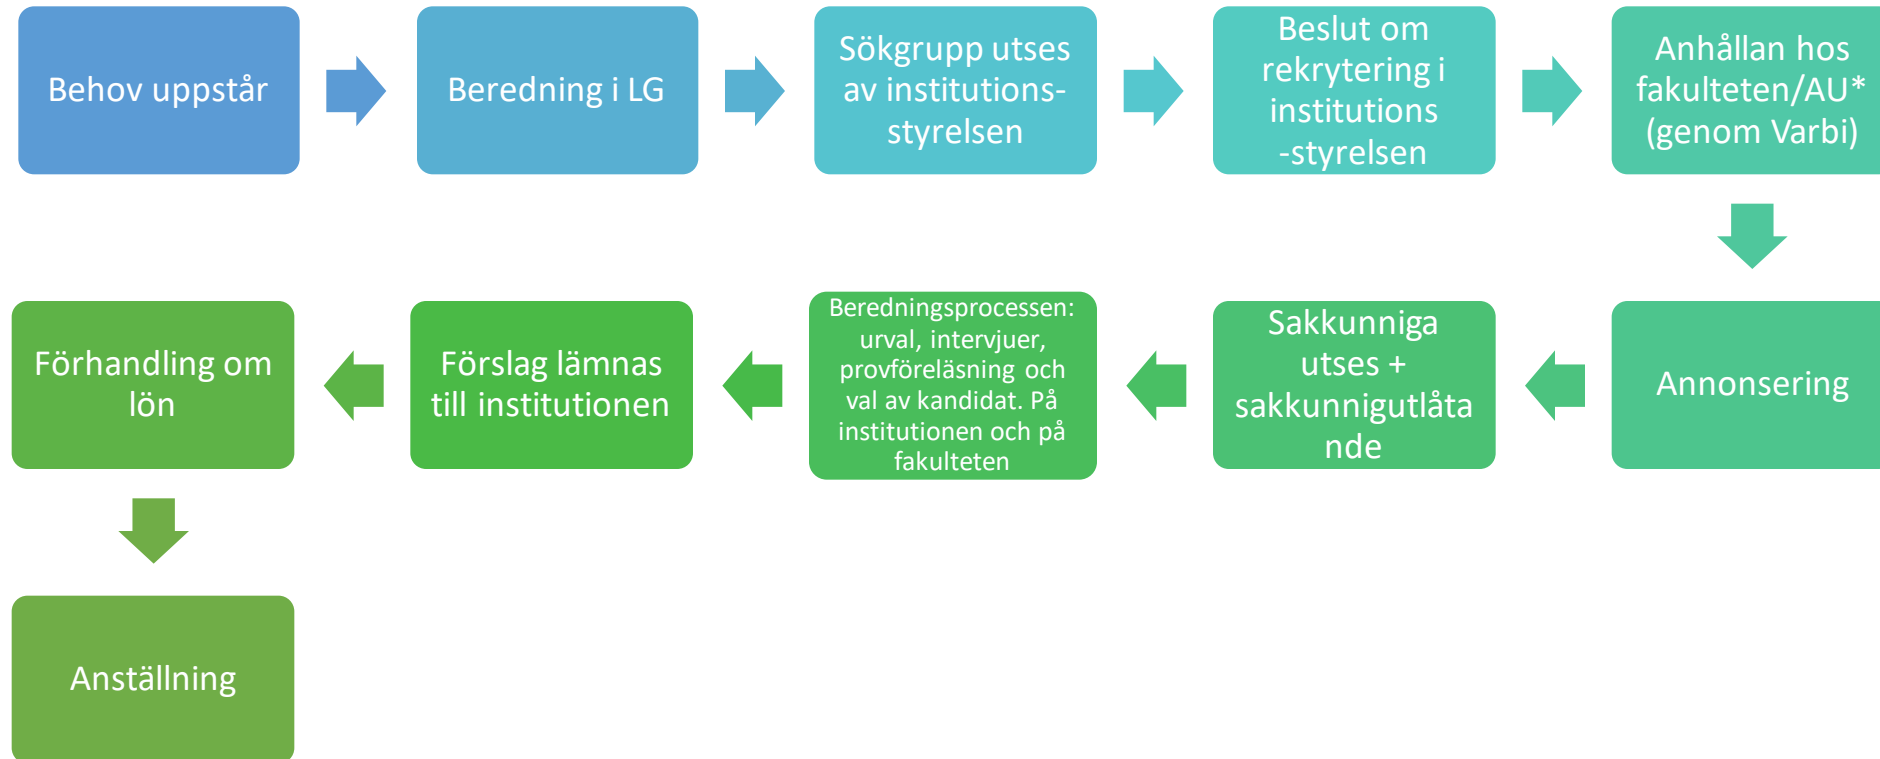 Behov uppstår
Beredning i LG
Sökgrupp utses
av institutions-
styrelsen
Beslut om
rekrytering i
institutions
-styrelsen
Anhållan hos
fakulteten/AU*
(genom Varbi)
Annonsering
Sakkunniga
utses +
sakkunnigutlåta
nde
Beredningsprocessen:
urval, intervjuer,
provföreläsning och
val av kandidat. På
institutionen och på
fakulteten
Förslag lämnas
till institutionen
Förhandling om
lön
Anställning